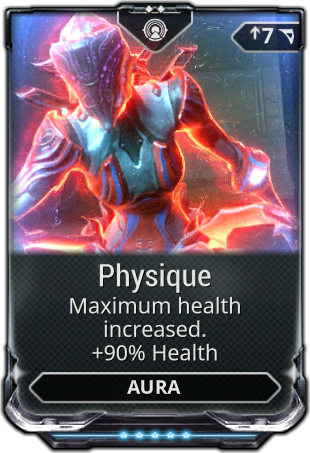 7
Physique
Maximum health
increased.
+90% Health
AURA